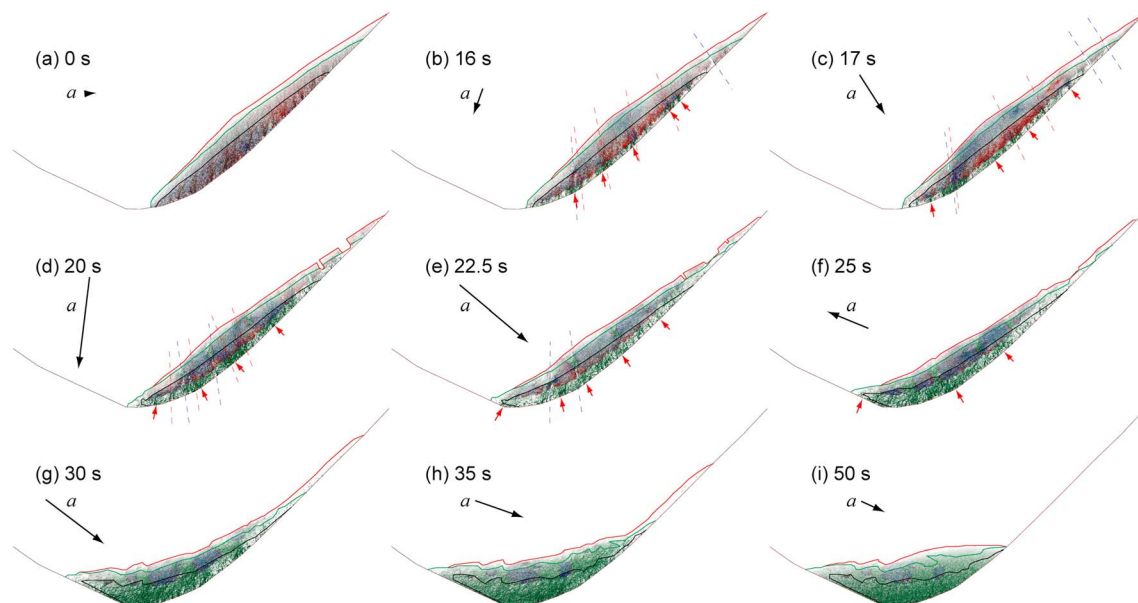 (a) 0 s
a
(b) 16 s
a
(c) 17 s
a
(d) 20 s
a
(e) 22.5 s
a
(f) 25 s
a
(g) 30 s
a
(h) 35 s
a
(i) 50 s
a